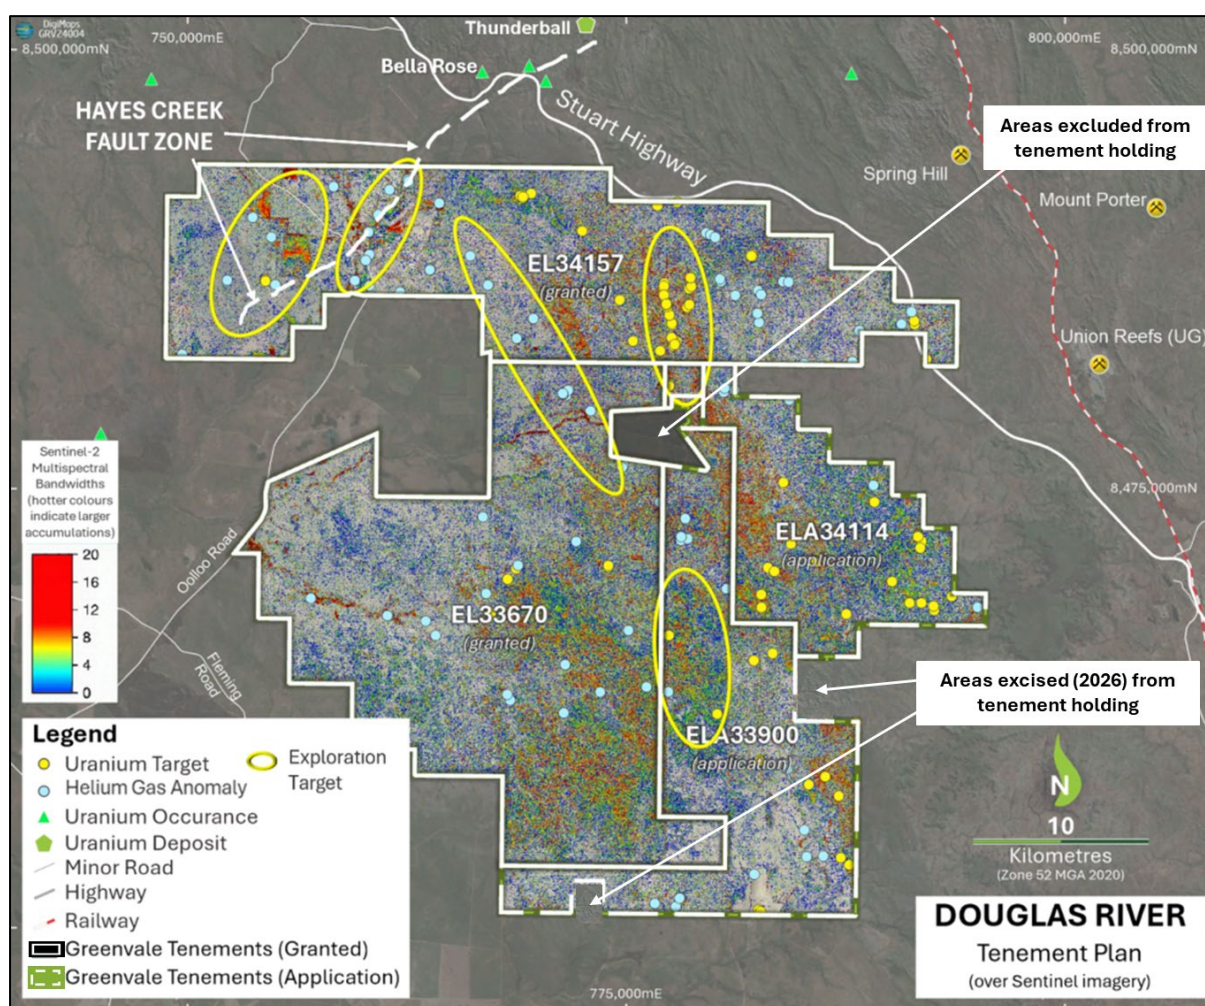 DigiMaps
GRV24004
8,500,000mN
750,000mE
Thunderball
800,000mE
8,500,000mN
Bella Rose
HAYES CREEK
FAULT ZONE
Stuart Highway
Areas excluded from
tenement holding
Spring Hill
Mount Porter
EL34157
(granted)
Union Reefs (UG)
Sentinel-2
Multispectral
Bandwidths
(hotter colours
indicate larger
accumulations)
20
16
12
8
4
0
8,475,000mN
Oolloo Road
ELA34114
(application)
EL33670
(granted)
Fleming
Road
Areas excised (2026) from
tenement holding
ELA33900
(application)
Legend
Uranium Target
Helium Gas Anomaly
Uranium Occurance
Uranium Deposit
Minor Road
Highway
Railway
Greenvale Tenements (Granted)
Greenvale Tenements (Application)
Exploration
Target
N
10
Kilometres
(Zone 52 MGA 2020)
DOUGLAS RIVER
Tenement Plan
(over Sentinel imagery)
775,000mE